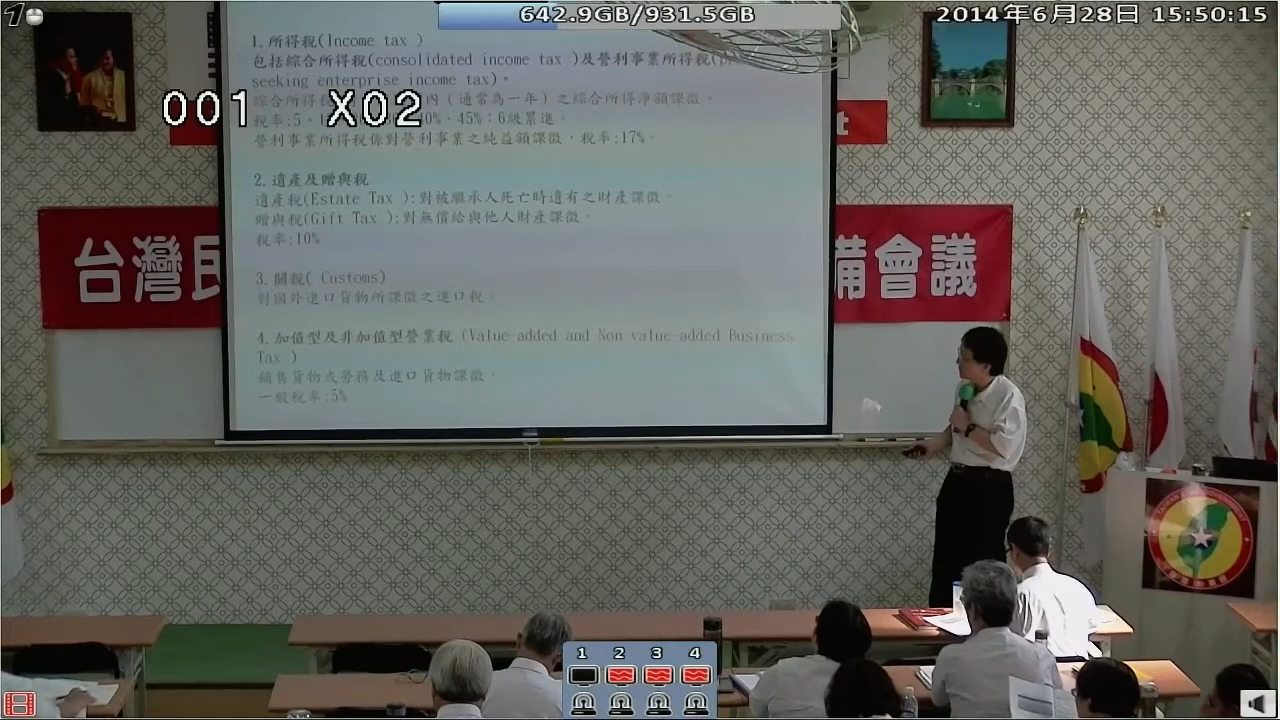 1
642.9GB/931.5GB
2014年6月28日 15:50:15
001 X02
1.所得稅(Income tax )
包括綜合所得稅(consolidated income tax )及營利事業所得稅(
seeking enterprise income tax)。
綜合所得 內（通常為一年）之綜合所得淨額課徵。
稅率:5、 40%、45%：6級累進。
營利事業所得稅係對營利事業之純益額課徵，稅率:17%。
t
2.遺產及贈與稅
遺產稅(Estate Tax ):對被繼承人死亡時遺有之財產課徵。
贈與稅(Gift Tax ):對無償給與他人財產課徵。
稅率:10%
台灣民 備會議
3.關稅( Customs)
對國外進口貨物所課徵之進口稅。
4.加值型及非加值型營業稅 (Value-added and Non-value-added Business
Tax )
銷售貨物或勞務及進口貨物課徵。
一般稅率:5%
1 2 3 4